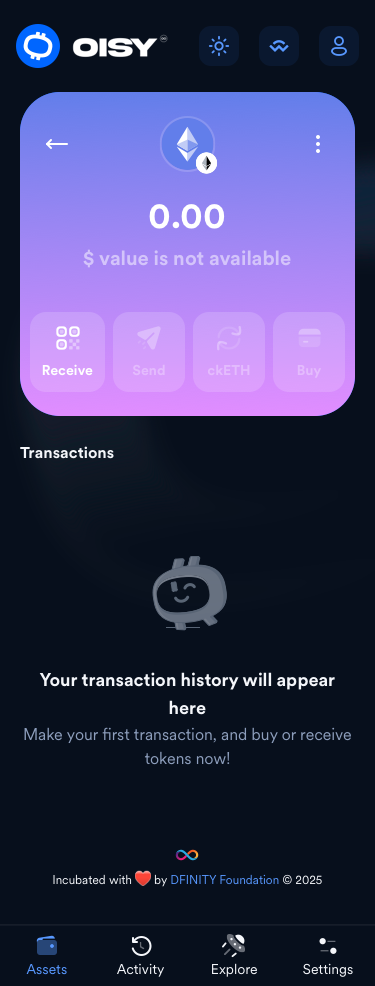 OISY
0.00
$ value is not available
Receive
Send
ckETH
Buy
Transactions
Your transaction history will appear
here
Make your first transaction, and buy or receive
tokens now!
Incubated with ❤️ by DFINITY Foundation © 2025
Assets
Activity
Explore
Settings